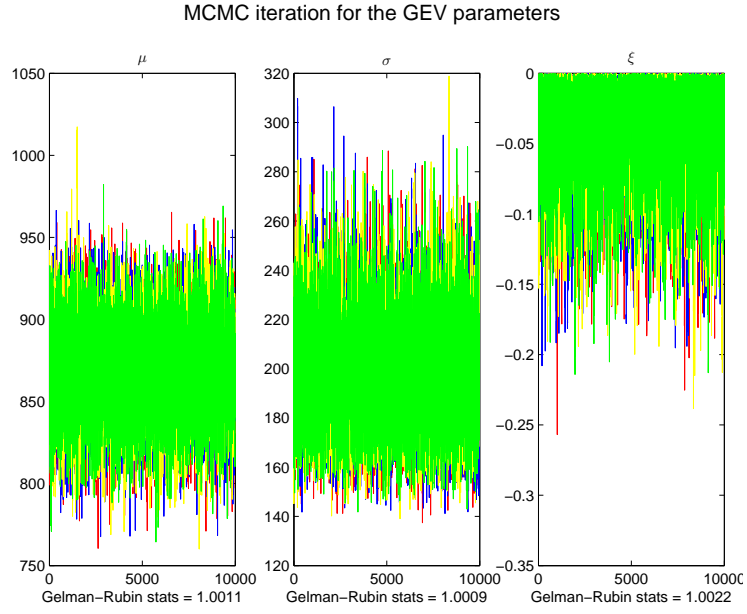 MCMC iteration for the GEV parameters
μ
1050
1000
950
900
850
800
750
0 5000 10000
Gelman−Rubin stats = 1.0011
σ
320
300
280
260
240
220
200
180
160
140
120
0 5000 10000
Gelman−Rubin stats = 1.0009
ξ
0
−0.05
−0.1
−0.15
−0.2
−0.25
−0.3
−0.35
0 5000 10000
Gelman−Rubin stats = 1.0022